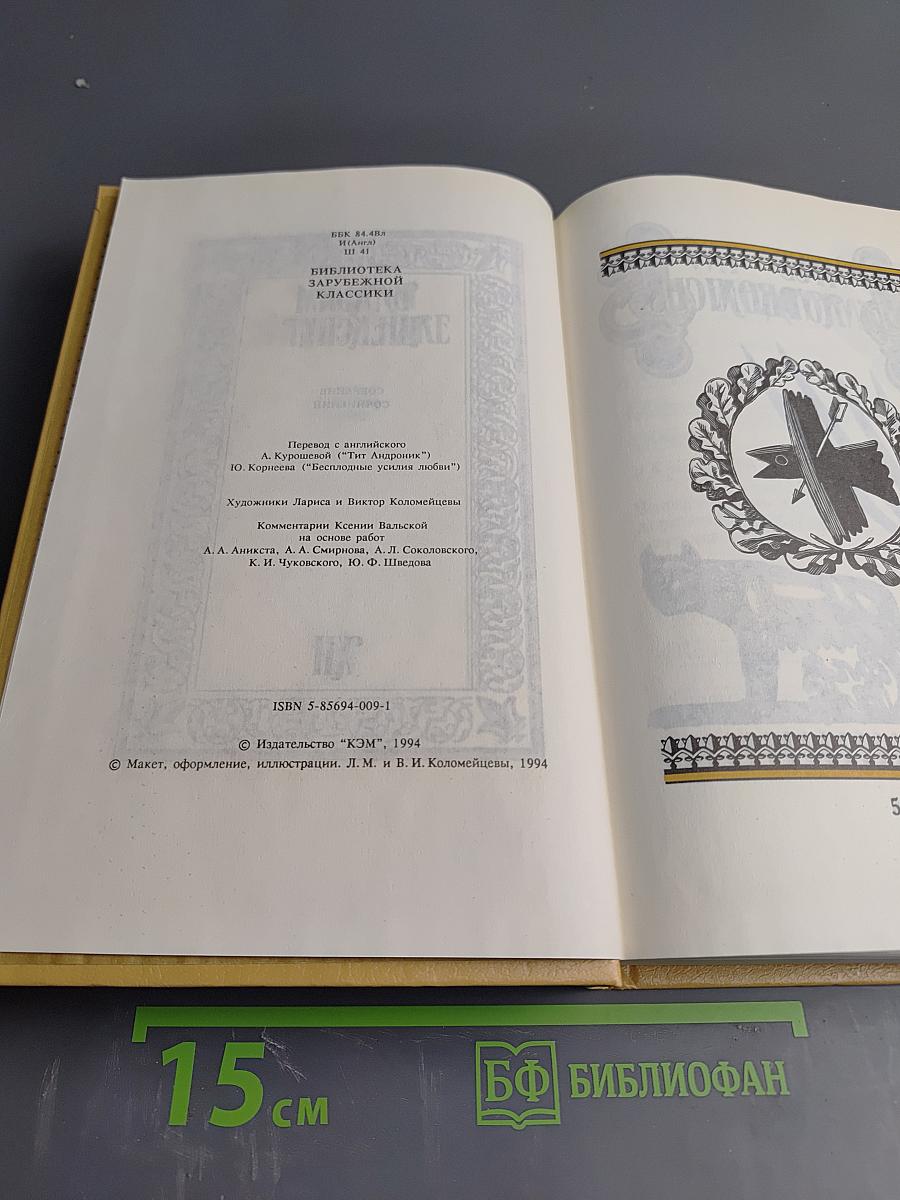 ББК 84.4Вл
И(Англ)
Ш 41
БИБЛИОТЕКА
ЗАРУБЕЖНОЙ
КЛАССИКИ
Перевод с английского
А. Курошевой ("Тит Андроник")
Ю. Корнеева ("Бесплодные усилия любви")
Художники Лариса и Виктор Коломейцевы
Комментарии Ксении Вальской
на основе работ
А. А. Аникста, А. А. Смирнова, А. Л. Соколовского,
К. И. Чуковского, Ю. Ф. Шведова
ISBN 5-85694-009-1
© Издательство "КЭМ", 1994
© Макет, оформление, иллюстрации. Л. М. и В. И. Коломейцевы, 1994
5
15 см
БФ БИБЛИОФАН